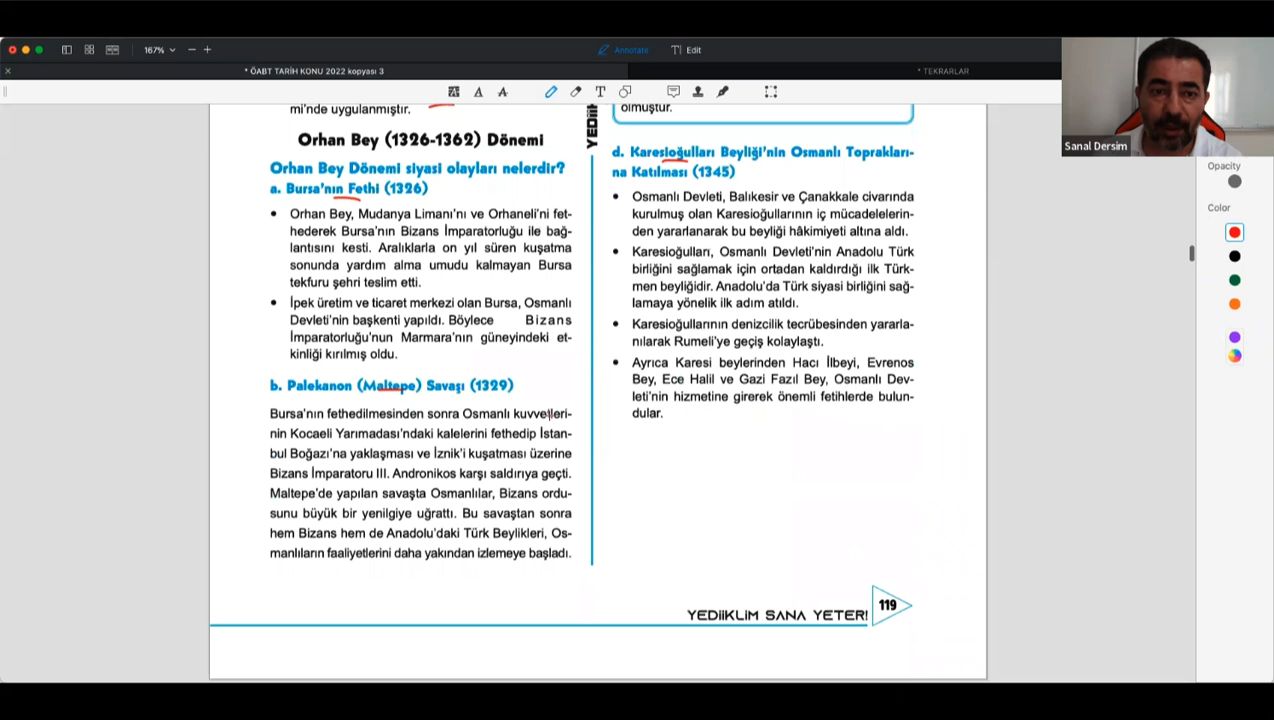 167%
Annotate
Edit
* ÖABT TARİH KONU 2022 kopyası 3
* TEKRARLAR
Sanal Dersim
Opacity
Color
mi'nde uygulanmıştır.
Orhan Bey (1326-1362) Dönemi
Orhan Bey Dönemi siyasi olayları nelerdir?
a. Bursa'nın Fethi (1326)
• Orhan Bey, Mudanya Limanı'nı ve Orhaneli'ni fet-
hederek Bursa'nın Bizans İmparatorluğu ile bağ-
lantısını kesti. Aralıklarla on yıl süren kuşatma
sonunda yardım alma umudu kalmayan Bursa
tekfuru şehri teslim etti.
• İpek üretim ve ticaret merkezi olan Bursa, Osmanlı
Devleti'nin başkenti yapıldı. Böylece Bizans
İmparatorluğu'nun Marmara'nın güneyindeki et-
kinliği kırılmış oldu.
b. Palekanon (Maltepe) Savaşı (1329)
Bursa'nın fethedilmesinden sonra Osmanlı kuvvetleri-
nin Kocaeli Yarımadası'ndaki kalelerini fethedip İstan-
bul Boğazı'na yaklaşması ve İznik'i kuşatması üzerine
Bizans İmparatoru III. Andronikos karşı saldırıya geçti.
Maltepe'de yapılan savaşta Osmanlılar, Bizans ordu-
sunu büyük bir yenilgiye uğrattı. Bu savaştan sonra
hem Bizans hem de Anadolu'daki Türk Beylikleri, Os-
manlıların faaliyetlerini daha yakından izlemeye başladı.
olmuştur.
d. Karesioğulları Beyliği'nin Osmanlı Toprakları-
na Katılması (1345)
• Osmanlı Devleti, Balıkesir ve Çanakkale civarında
kurulmuş olan Karesioğullarının iç mücadelelerin-
den yararlanarak bu beyliği hâkimiyeti altına aldı.
• Karesioğulları, Osmanlı Devleti'nin Anadolu Türk
birliğini sağlamak için ortadan kaldırdığı ilk Türk-
men beyliğidir. Anadolu'da Türk siyasi birliğini sağ-
lamaya yönelik ilk adım atıldı.
• Karesioğullarının denizcilik tecrübesinden yararla-
nılarak Rumeli'ye geçiş kolaylaştı.
• Ayrıca Karesi beylerinden Hacı İlbeyi, Evrenos
Bey, Ece Halil ve Gazi Fazıl Bey, Osmanlı Dev-
leti'nin hizmetine girerek önemli fetihlerde bulun-
dular.
YEDİİKLİM SANA YETER!
119